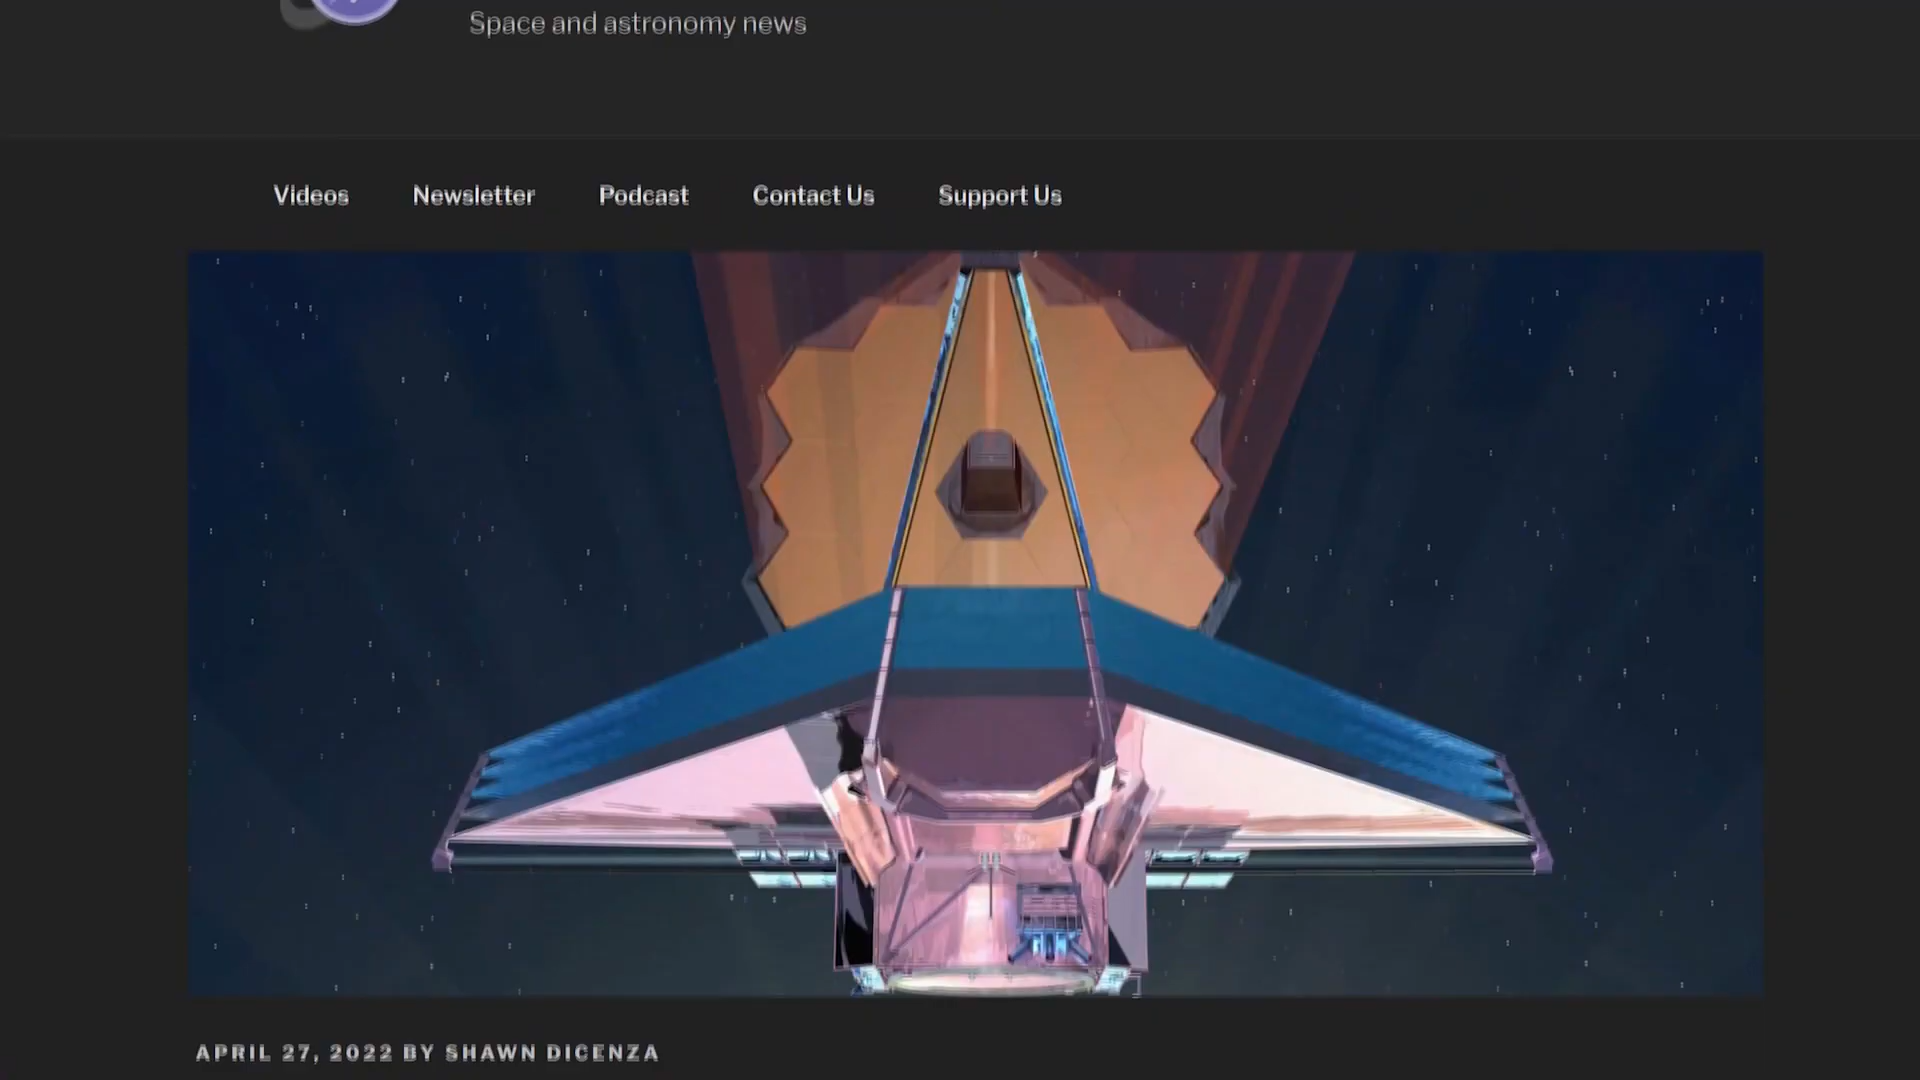 Space and astronomy news
Videos Newsletter Podcast Contact Us Support Us
APRIL 27, 2022 BY SHAWN DICENZA